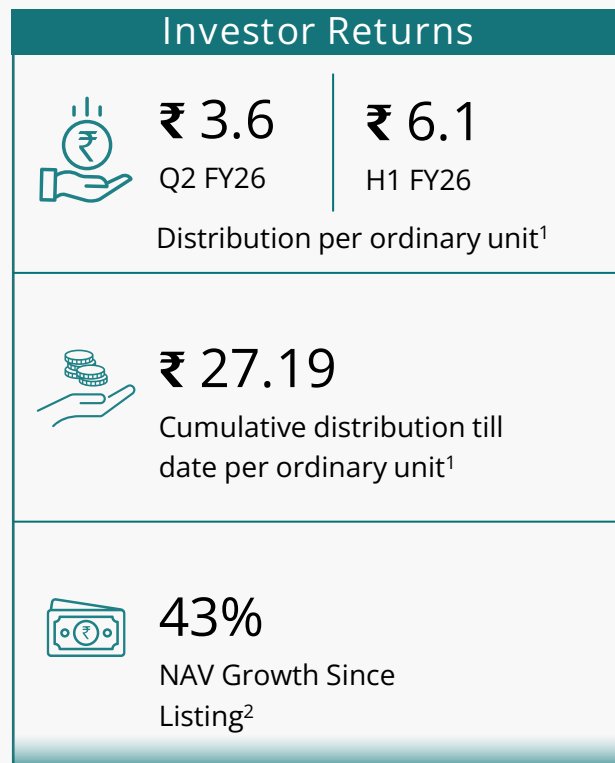 Investor Returns
₹ 3.6
Q2 FY26
₹ 6.1
H1 FY26
Distribution per ordinary unit¹
₹ 27.19
Cumulative distribution till
date per ordinary unit¹
43%
NAV Growth Since
Listing²